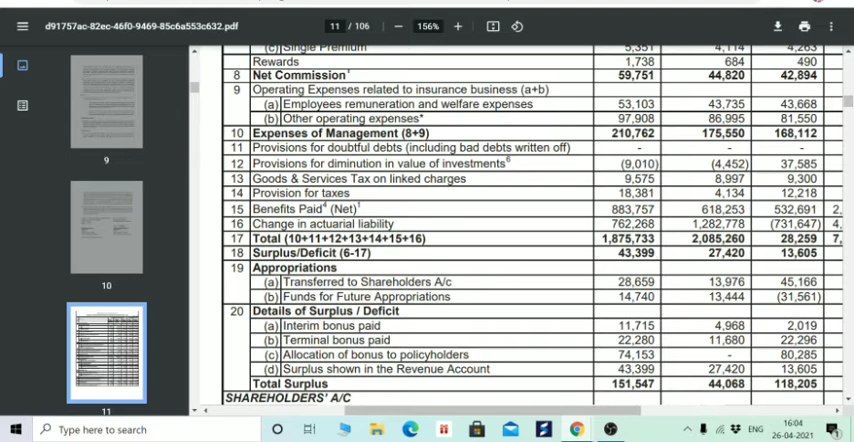 d91757ac-82ec-46f0-9469-85c6a553c632.pdf 11 / 106 — 156% +
(c) Single Premium 5,351 4,114 4,263
Rewards 1,738 684 490
8 Net Commission¹ 59,751 44,820 42,894
9 Operating Expenses related to insurance business (a+b)
(a) Employees remuneration and welfare expenses 53,103 43,735 43,668
(b) Other operating expenses* 97,908 86,995 81,550
10 Expenses of Management (8+9) 210,762 175,550 168,112
11 Provisions for doubtful debts (including bad debts written off) - - -
12 Provisions for diminution in value of investments⁶ (9,010) (4,452) 37,585
13 Goods & Services Tax on linked charges 9,575 8,997 9,300
14 Provision for taxes 18,381 4,134 12,218
15 Benefits Paid⁴ (Net)¹ 883,757 618,253 532,691 2,
16 Change in actuarial liability 762,268 1,282,778 (731,647) 4,
17 Total (10+11+12+13+14+15+16) 1,875,733 2,085,260 28,259 7,
18 Surplus/Deficit (6-17) 43,399 27,420 13,605
19 Appropriations
(a) Transferred to Shareholders A/c 28,659 13,976 45,166
(b) Funds for Future Appropriations 14,740 13,444 (31,561)
20 Details of Surplus / Deficit
(a) Interim bonus paid 11,715 4,968 2,019
(b) Terminal bonus paid 22,280 11,680 22,296
(c) Allocation of bonus to policyholders 74,153 - 80,285
(d) Surplus shown in the Revenue Account 43,399 27,420 13,605
Total Surplus 151,547 44,068 118,205
SHAREHOLDERS' A/C
9
10
11
Type here to search
ENG
16:04
26-04-2021